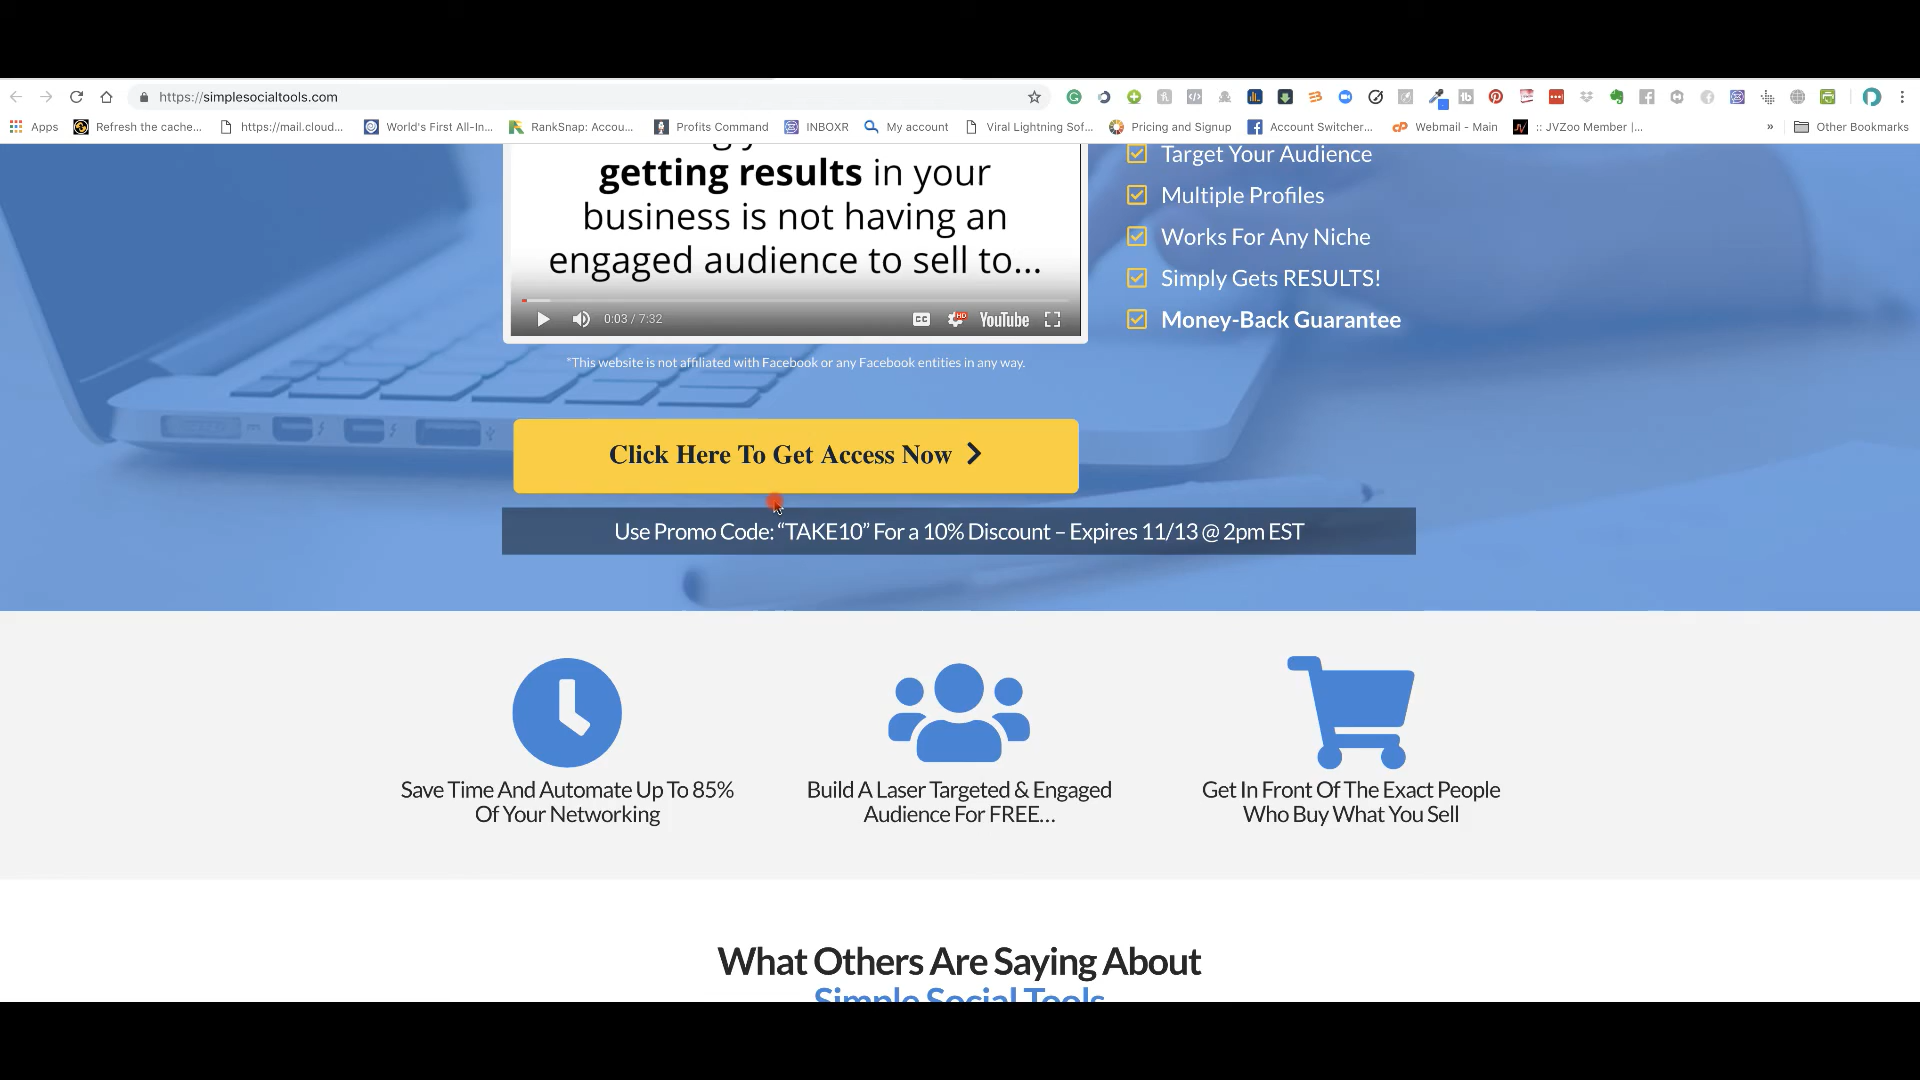 https://simplesocialtools.com
Apps Refresh the cache... https://mail.cloud... World's First All-In... RankSnap: Accou... Profits Command INBOXR My account Viral Lightning Sof... Pricing and Signup Account Switcher... Webmail - Main :: JVZoo Member |... » Other Bookmarks
getting results in your
business is not having an
engaged audience to sell to...
0:03 / 7:32 CC HD YouTube
*This website is not affiliated with Facebook or any Facebook entities in any way.
Target Your Audience
Multiple Profiles
Works For Any Niche
Simply Gets RESULTS!
Money-Back Guarantee
Click Here To Get Access Now
Use Promo Code: “TAKE10” For a 10% Discount – Expires 11/13 @ 2pm EST
Save Time And Automate Up To 85%
Of Your Networking
Build A Laser Targeted & Engaged
Audience For FREE...
Get In Front Of The Exact People
Who Buy What You Sell
What Others Are Saying About
Simple Social Tools